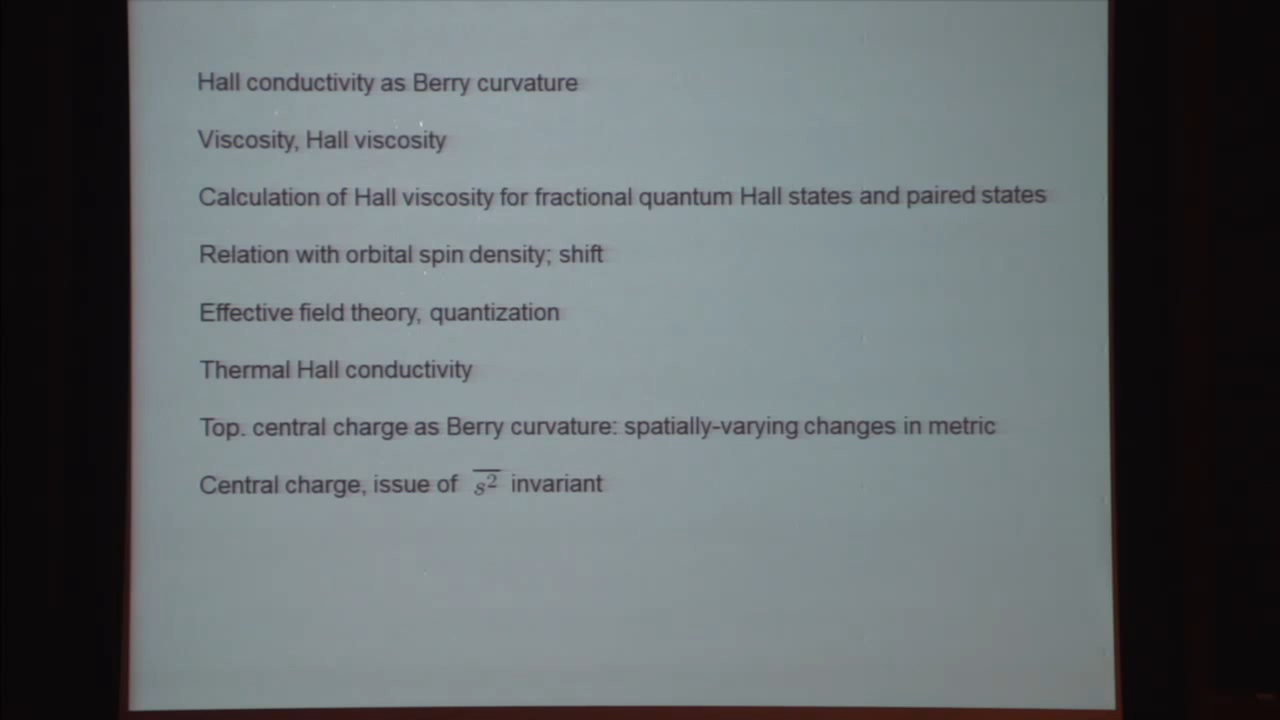 Hall conductivity as Berry curvature
Viscosity, Hall viscosity
Calculation of Hall viscosity for fractional quantum Hall states and paired states
Relation with orbital spin density; shift
Effective field theory, quantization
Thermal Hall conductivity
Top. central charge as Berry curvature: spatially-varying changes in metric
Central charge, issue of $\overline{s^2}$ invariant